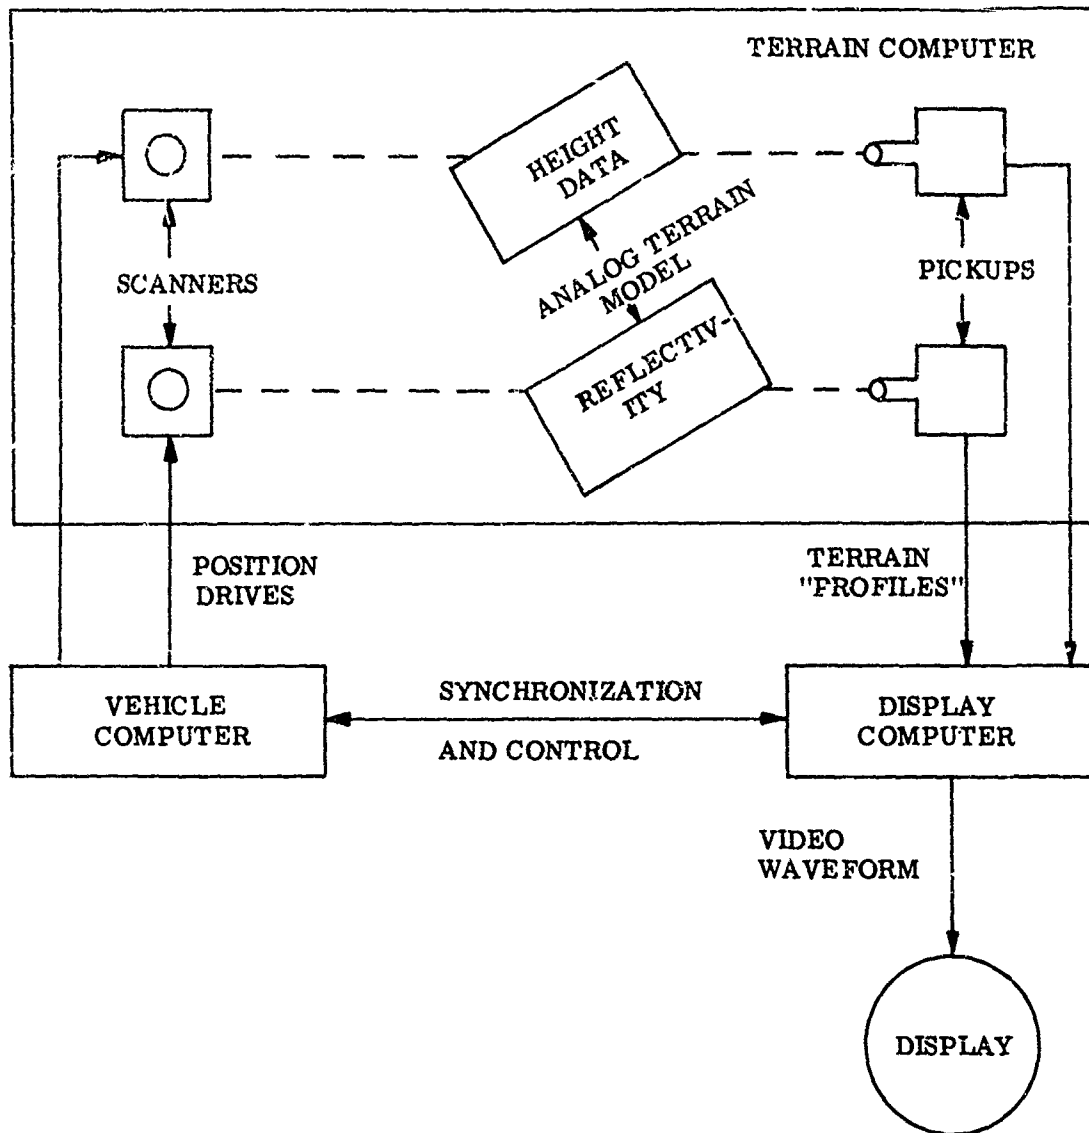 TERRAIN COMPUTER
HEIGHT
DATA
SCANNERS
ANALOG TERRAIN
MODEL
PICKUPS
REFLECTIV-
ITY
POSITION
DRIVES
TERRAIN
"PROFILES"
VEHICLE
COMPUTER
SYNCHRONIZATION
AND CONTROL
DISPLAY
COMPUTER
VIDEO
WAVEFORM
DISPLAY